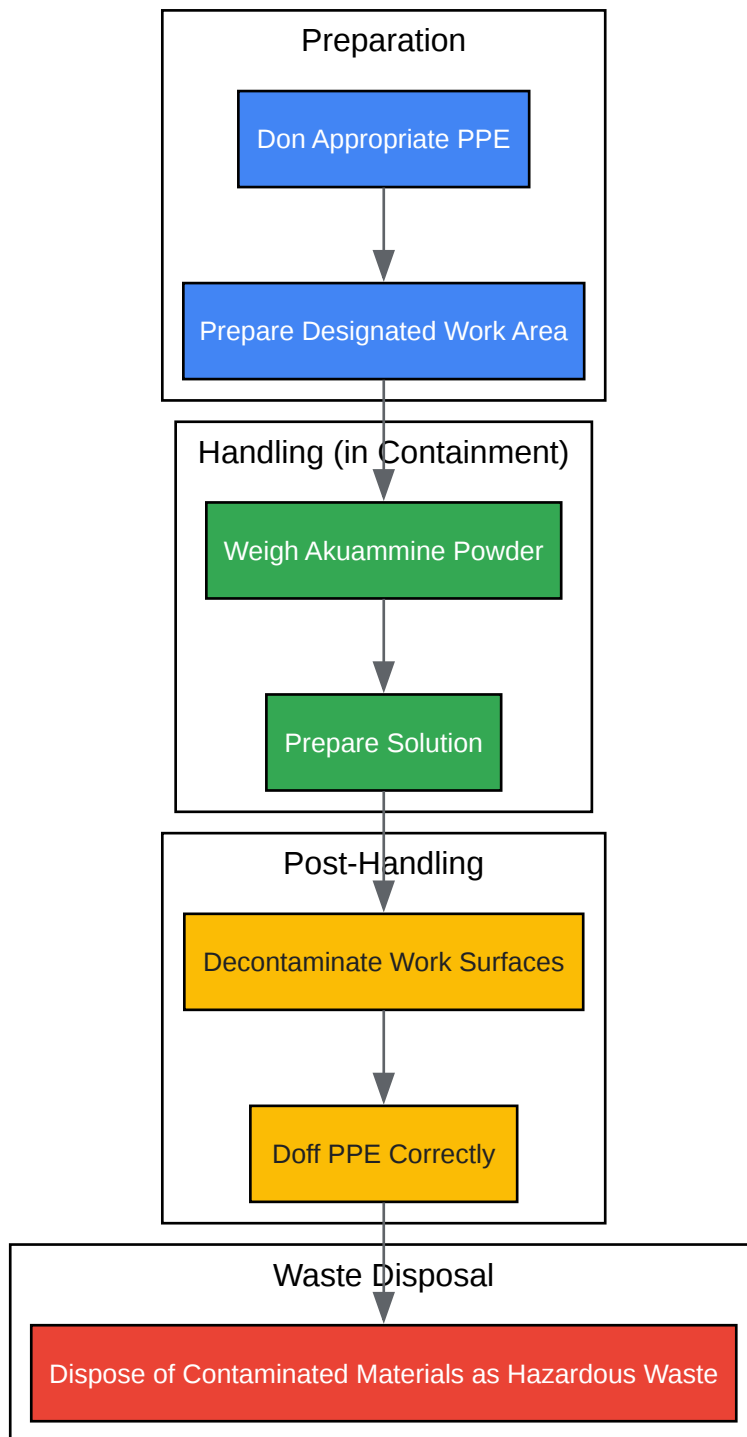 Preparation
Don Appropriate PPE
Prepare Designated Work Area
Handling (in Containment)
Weigh Akuammine Powder
Prepare Solution
Post-Handling
Decontaminate Work Surfaces
Doff PPE Correctly
Waste Disposal
Dispose of Contaminated Materials as Hazardous Waste